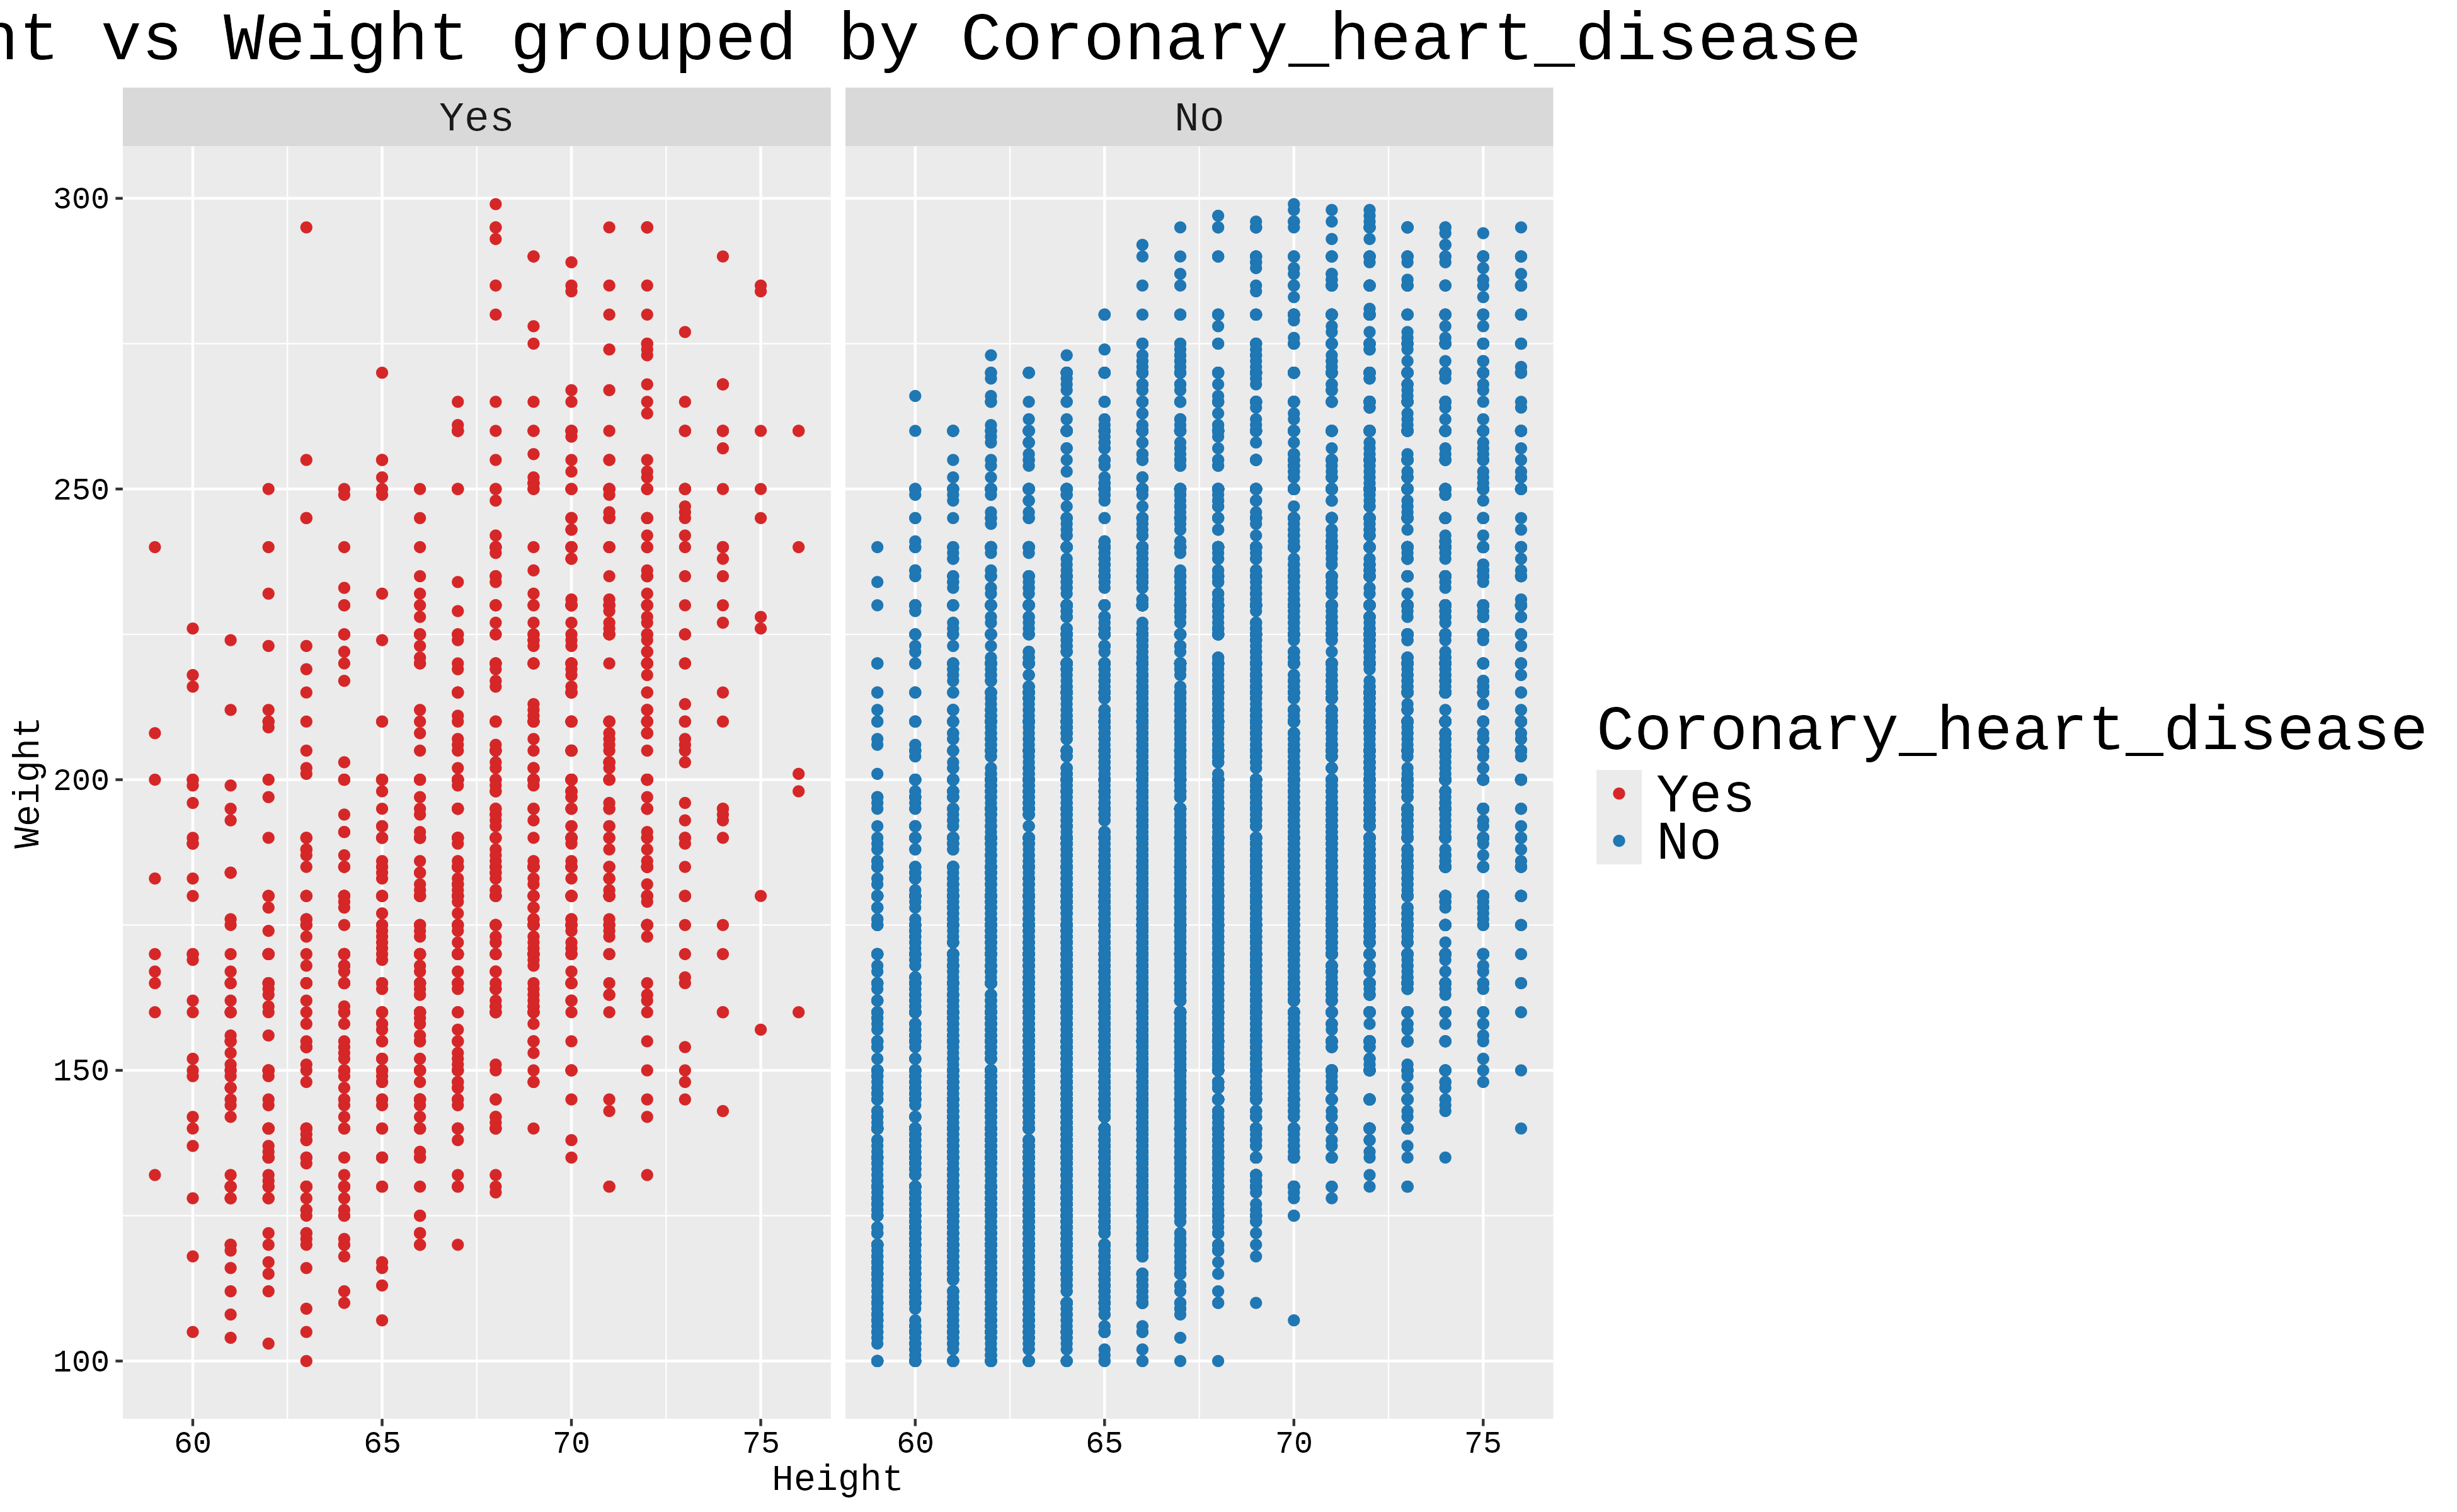 vs Weight grouped by Coronary_heart_disease
Yes
No
300
250
200
150
100
Weight
60
65
70
75
60
65
70
75
Height
Coronary_heart_disease
Yes
No